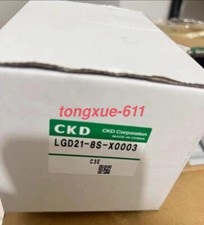 tongxue-611
CKD
CKD Corporation
MADE IN CHINA
LGD21-8S-X0003
C3E